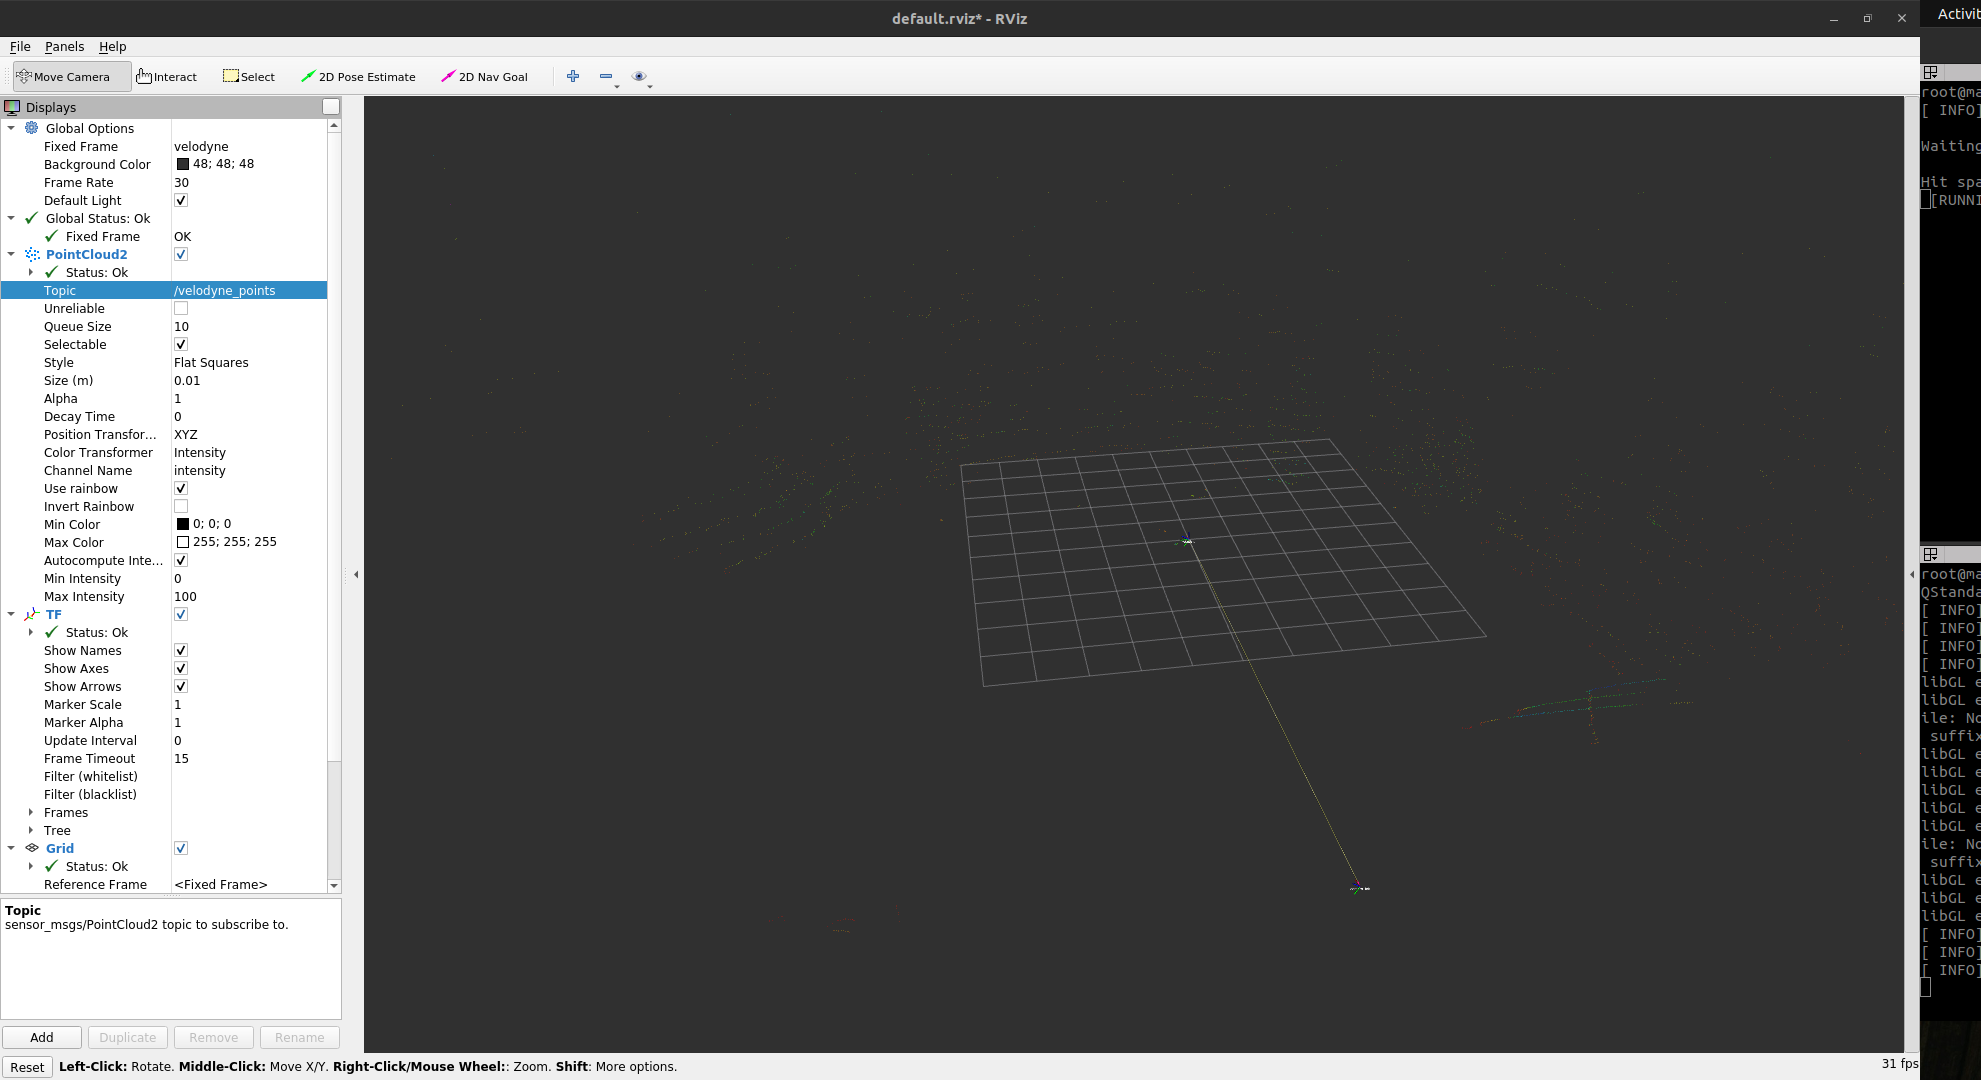 default.rviz* - RViz
Activit
File Panels Help
Move Camera Interact Select 2D Pose Estimate 2D Nav Goal
Displays
Global Options
Fixed Frame velodyne
Background Color 48; 48; 48
Frame Rate 30
Default Light
Global Status: Ok
Fixed Frame OK
PointCloud2
Status: Ok
Topic /velodyne_points
Unreliable
Queue Size 10
Selectable
Style Flat Squares
Size (m) 0.01
Alpha 1
Decay Time 0
Position Transfor... XYZ
Color Transformer Intensity
Channel Name intensity
Use rainbow
Invert Rainbow
Min Color 0; 0; 0
Max Color 255; 255; 255
Autocompute Inte...
Min Intensity 0
Max Intensity 100
TF
Status: Ok
Show Names
Show Axes
Show Arrows
Marker Scale 1
Marker Alpha 1
Update Interval 0
Frame Timeout 15
Filter (whitelist)
Filter (blacklist)
Frames
Tree
Grid
Status: Ok
Reference Frame <Fixed Frame>
Topic
sensor_msgs/PointCloud2 topic to subscribe to.
Add Duplicate Remove Rename
Reset Left-Click: Rotate. Middle-Click: Move X/Y. Right-Click/Mouse Wheel:: Zoom. Shift: More options.
31 fps
root@ma
[ INFO]
Waiting
Hit spa
[RUNNI
root@ma
QStanda
[ INFO]
[ INFO]
[ INFO]
[ INFO]
libGL e
libGL e
ile: No
suffix
libGL e
libGL e
libGL e
libGL e
libGL e
ile: No
suffix
libGL e
libGL e
libGL e
[ INFO]
[ INFO]
[ INFO]